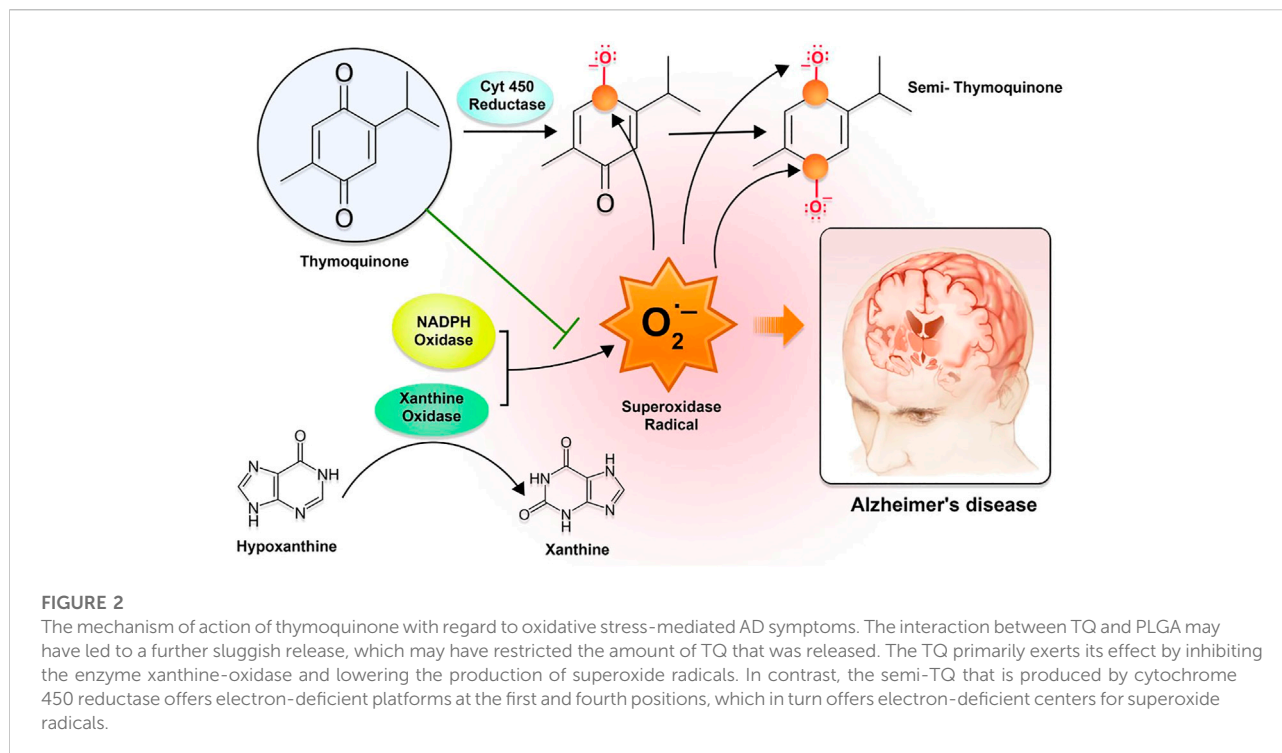 O
O
Thymoquinone
Cyt 450
Reductase
O
O
Semi- Thymoquinone
O
O
NADPH
Oxidase
Xanthine
Oxidase
O₂˙⁻
Superoxidase
Radical
Alzheimer's disease
O
N
NH
N
H
N
Hypoxanthine
O
H
N
HN
O
N
H
N
Xanthine
FIGURE 2
The mechanism of action of thymoquinone with regard to oxidative stress-mediated AD symptoms. The interaction between TQ and PLGA may
have led to a further sluggish release, which may have restricted the amount of TQ that was released. The TQ primarily exerts its effect by inhibiting
the enzyme xanthine-oxidase and lowering the production of superoxide radicals. In contrast, the semi-TQ that is produced by cytochrome
450 reductase offers electron-deficient platforms at the first and fourth positions, which in turn offers electron-deficient centers for superoxide
radicals.